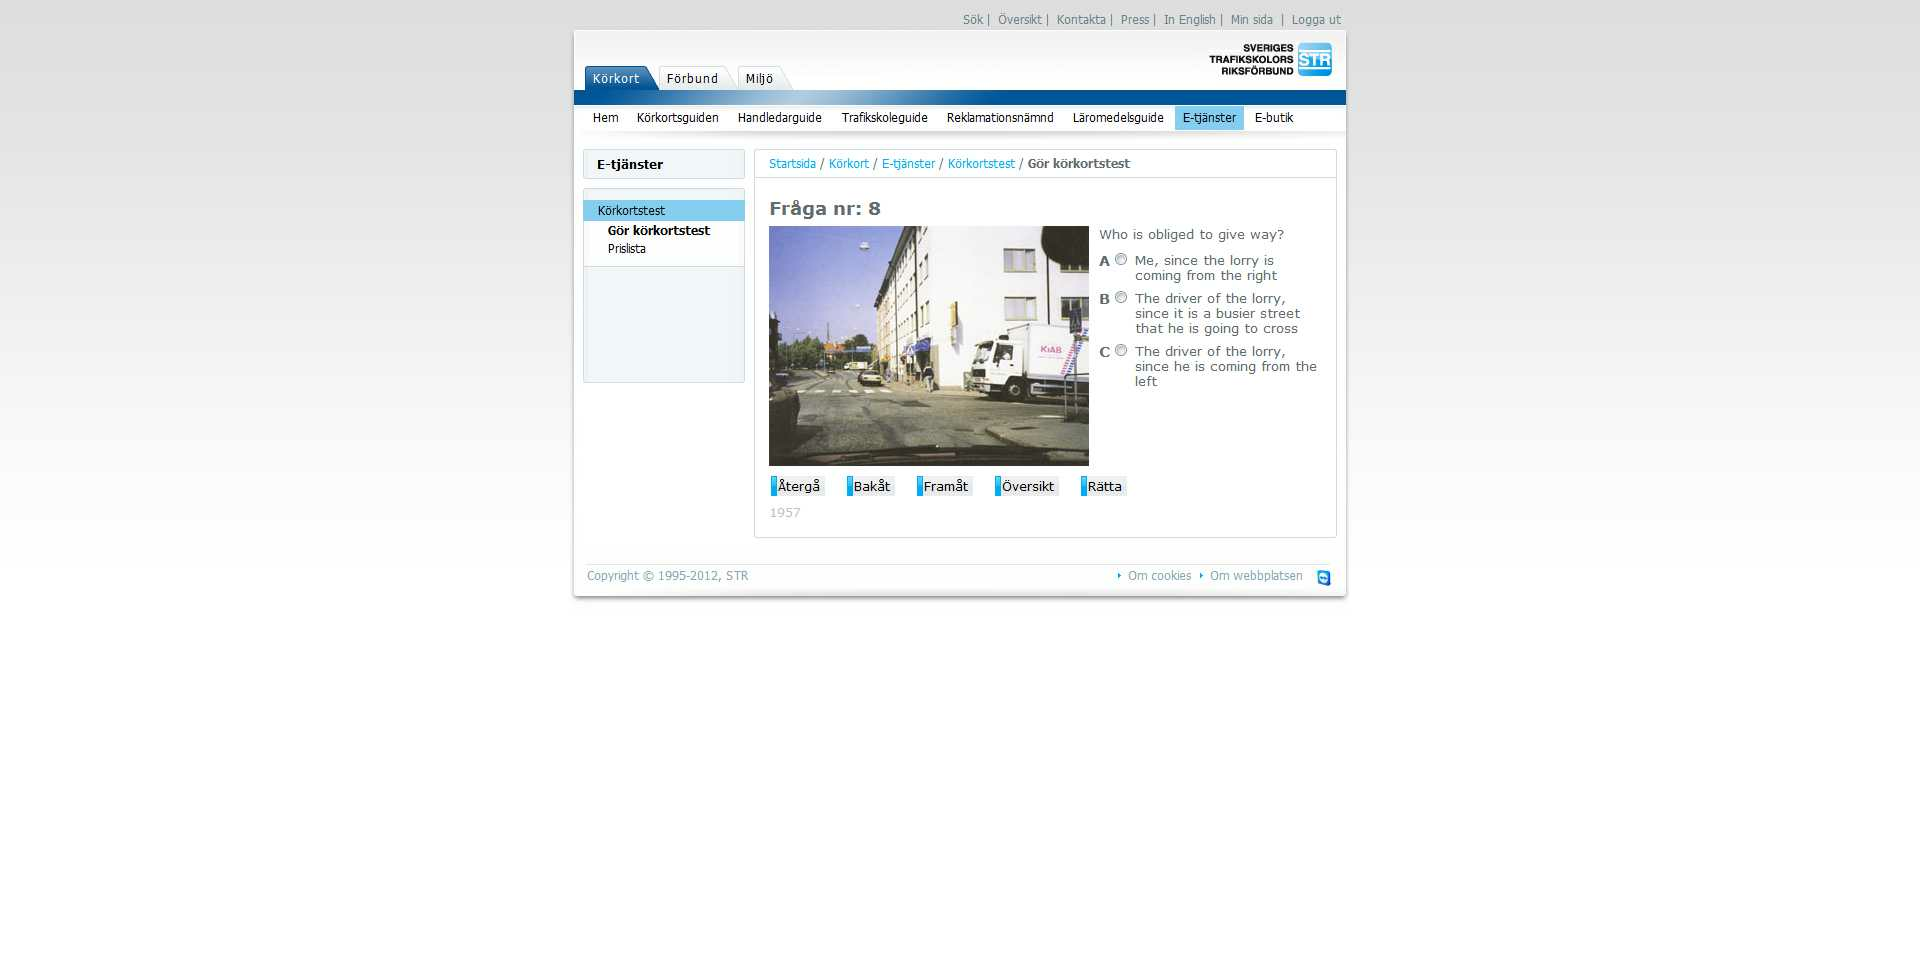 Sök | Översikt | Kontakta | Press | In English | Min sida | Logga ut
SVERIGES
TRAFIKSKOLORS
RIKSFÖRBUND
STR
Körkort Förbund Miljö
Hem Körkortsguiden Handledarguide Trafikskoleguide Reklamationsnämnd Läromedelsguide E-tjänster E-butik
E-tjänster
Körkortstest
Gör körkortstest
Prislista
Startsida / Körkort / E-tjänster / Körkortstest / Gör körkortstest
Fråga nr: 8
KIAB
Who is obliged to give way?
A Me, since the lorry is
coming from the right
B The driver of the lorry,
since it is a busier street
that he is going to cross
C The driver of the lorry,
since he is coming from the
left
Återgå Bakåt Framåt Översikt Rätta
1957
Copyright © 1995-2012, STR
Om cookies Om webbplatsen